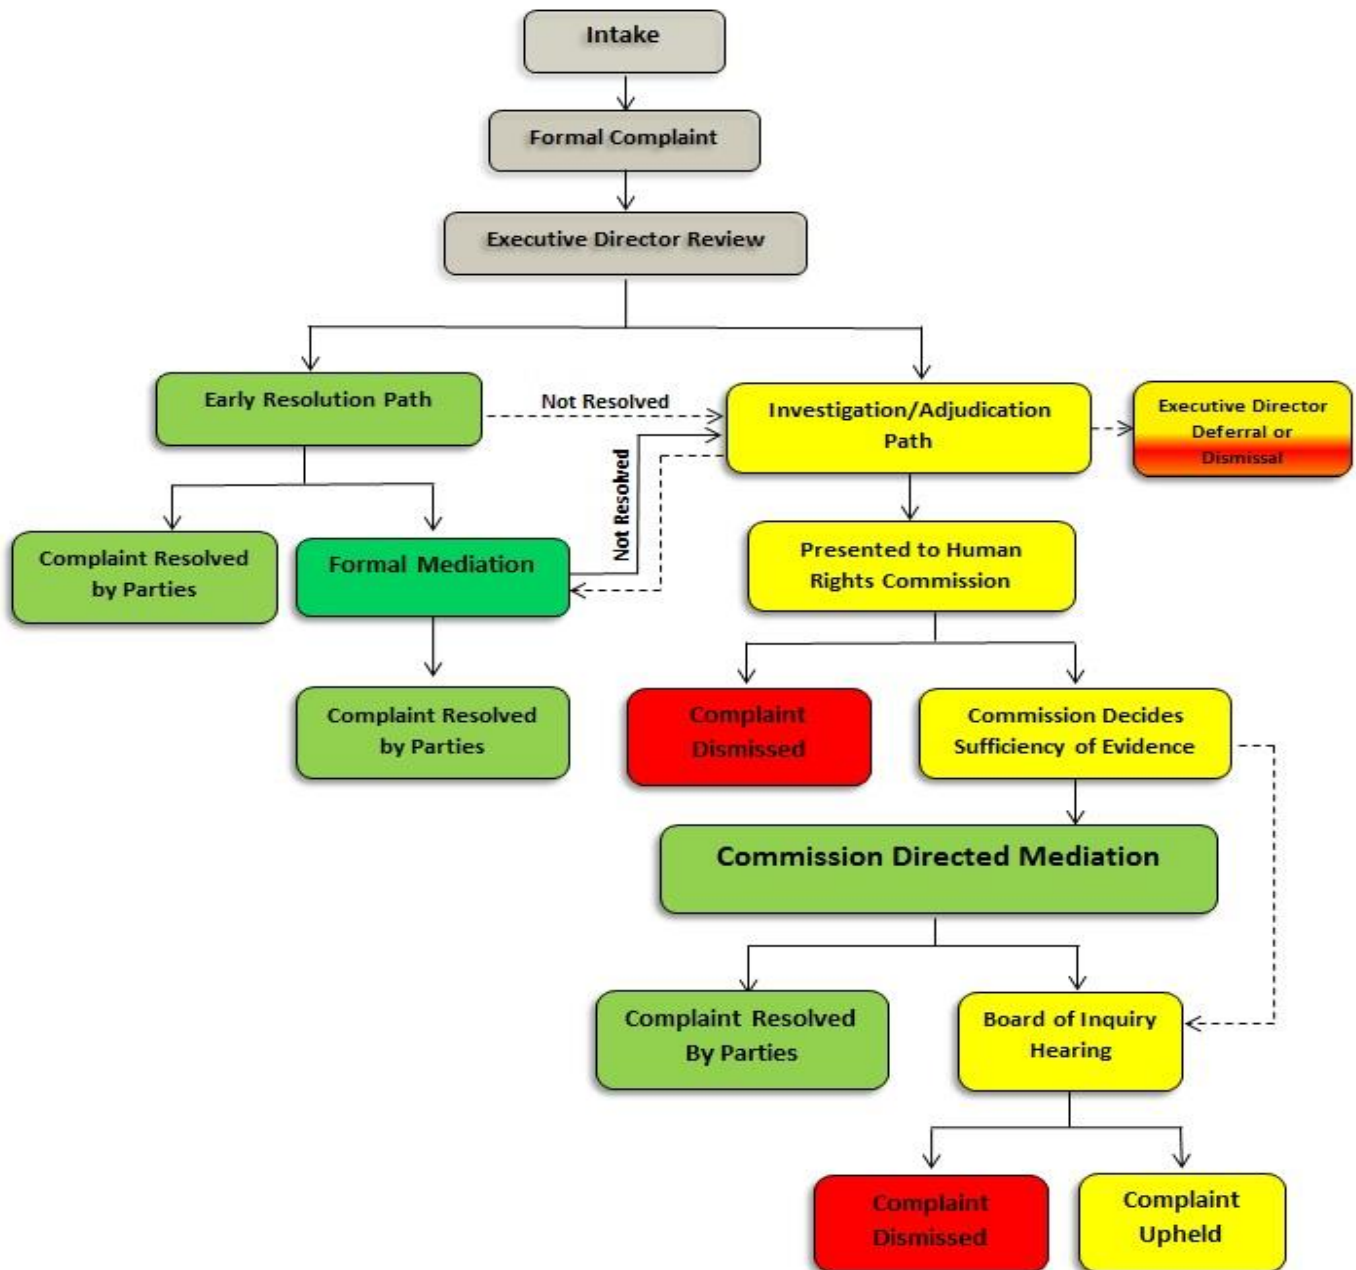 Intake
Formal Complaint
Executive Director Review
Early Resolution Path
Not Resolved
Investigation/Adjudication
Path
Executive Director
Deferral or
Dismissal
Not Resolved
Complaint Resolved
by Parties
Formal Mediation
Presented to Human
Rights Commission
Complaint Resolved
by Parties
Complaint
Dismissed
Commission Decides
Sufficiency of Evidence
Commission Directed Mediation
Complaint Resolved
By Parties
Board of Inquiry
Hearing
Complaint
Dismissed
Complaint
Upheld